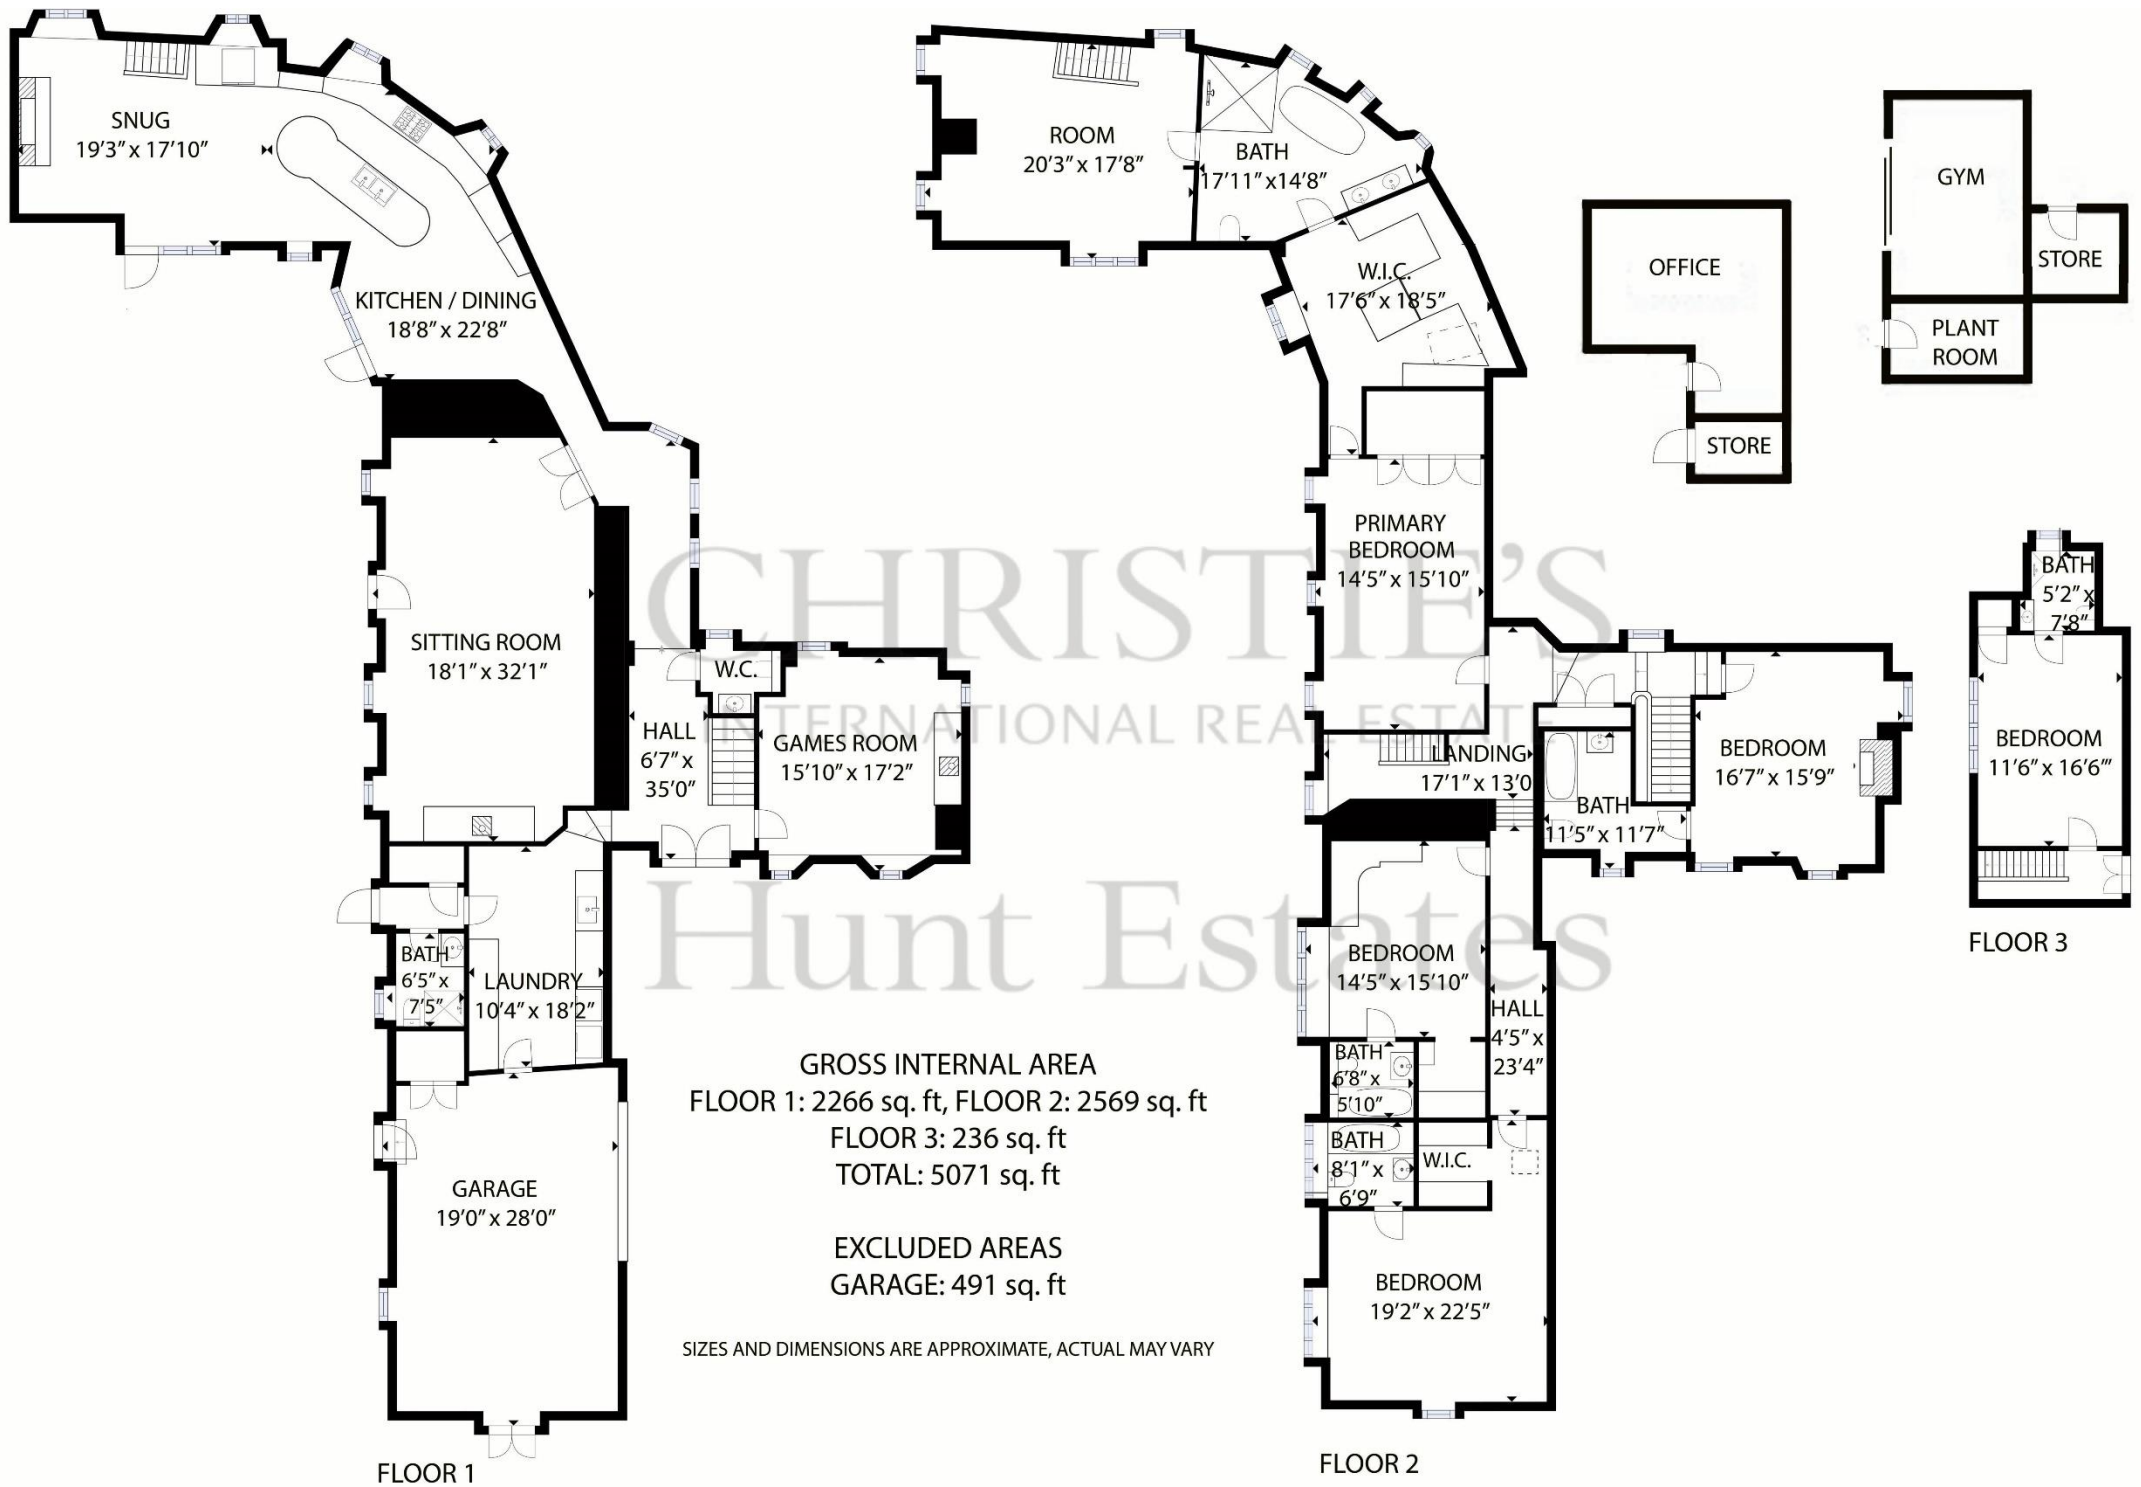 SNUG
19'3" x 17'10"
KITCHEN / DINING
18'8" x 22'8"
SITTING ROOM
18'1" x 32'1"
W.C.
HALL
6'7" x
35'0"
GAMES ROOM
15'10" x 17'2"
BATH
6'5" x
7'5"
LAUNDRY
10'4" x 18'2"
GARAGE
19'0" x 28'0"
FLOOR 1
ROOM
20'3" x 17'8"
BATH
17'11" x14'8"
W.I.C.
17'6" x 18'5"
PRIMARY
BEDROOM
14'5" x 15'10"
LANDING
17'1" x 13'0
BATH
11'5" x 11'7"
BEDROOM
16'7" x 15'9"
BEDROOM
14'5" x 15'10"
HALL
4'5" x
23'4"
BATH
6'8" x
5'10"
BATH
8'1" x
6'9"
W.I.C.
BEDROOM
19'2" x 22'5"
FLOOR 2
OFFICE
STORE
GYM
STORE
PLANT
ROOM
BATH
5'2" x
7'8"
BEDROOM
11'6" x 16'6'"
FLOOR 3
CHRISTIE'S
INTERNATIONAL REAL ESTATE
Hunt Estates
GROSS INTERNAL AREA
FLOOR 1: 2266 sq. ft, FLOOR 2: 2569 sq. ft
FLOOR 3: 236 sq. ft
TOTAL: 5071 sq. ft
EXCLUDED AREAS
GARAGE: 491 sq. ft
SIZES AND DIMENSIONS ARE APPROXIMATE, ACTUAL MAY VARY